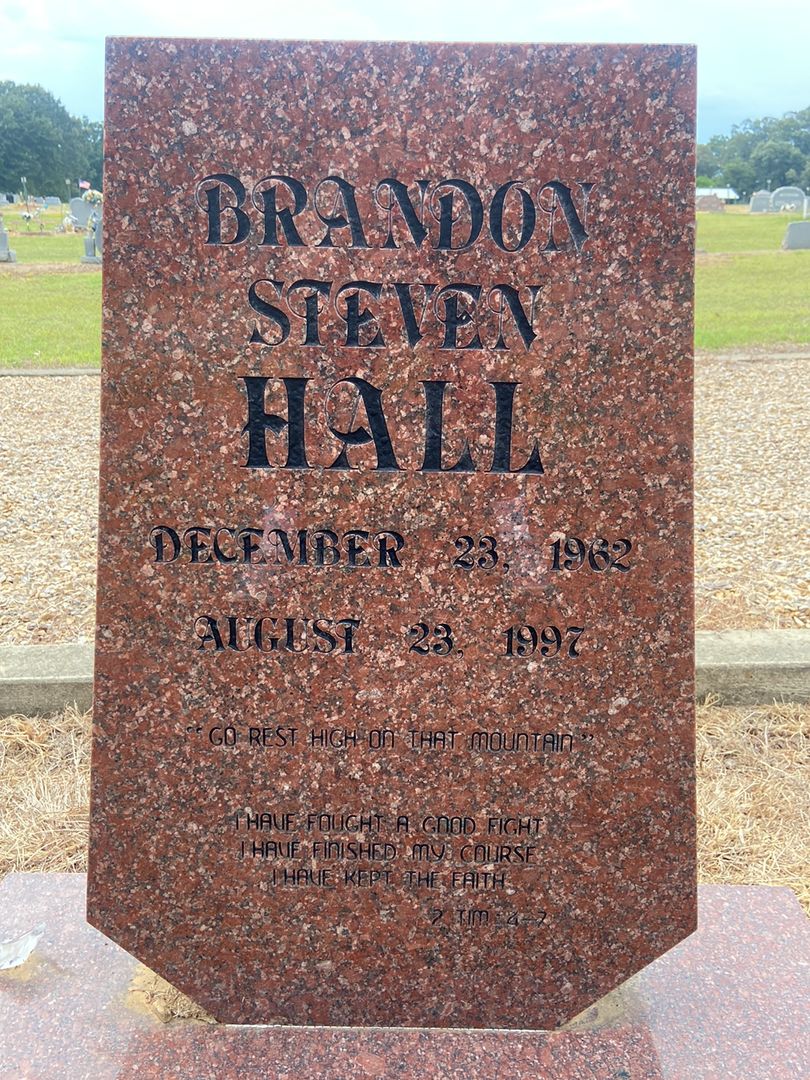 BRANDON
STEVEN
HALL
DECEMBER 23, 1962
AUGUST 23, 1997
"GO REST HIGH ON THAT MOUNTAIN"
I HAVE FOUGHT A GOOD FIGHT
I HAVE FINISHED MY COURSE
I HAVE KEPT THE FAITH
2 TIM 4-7